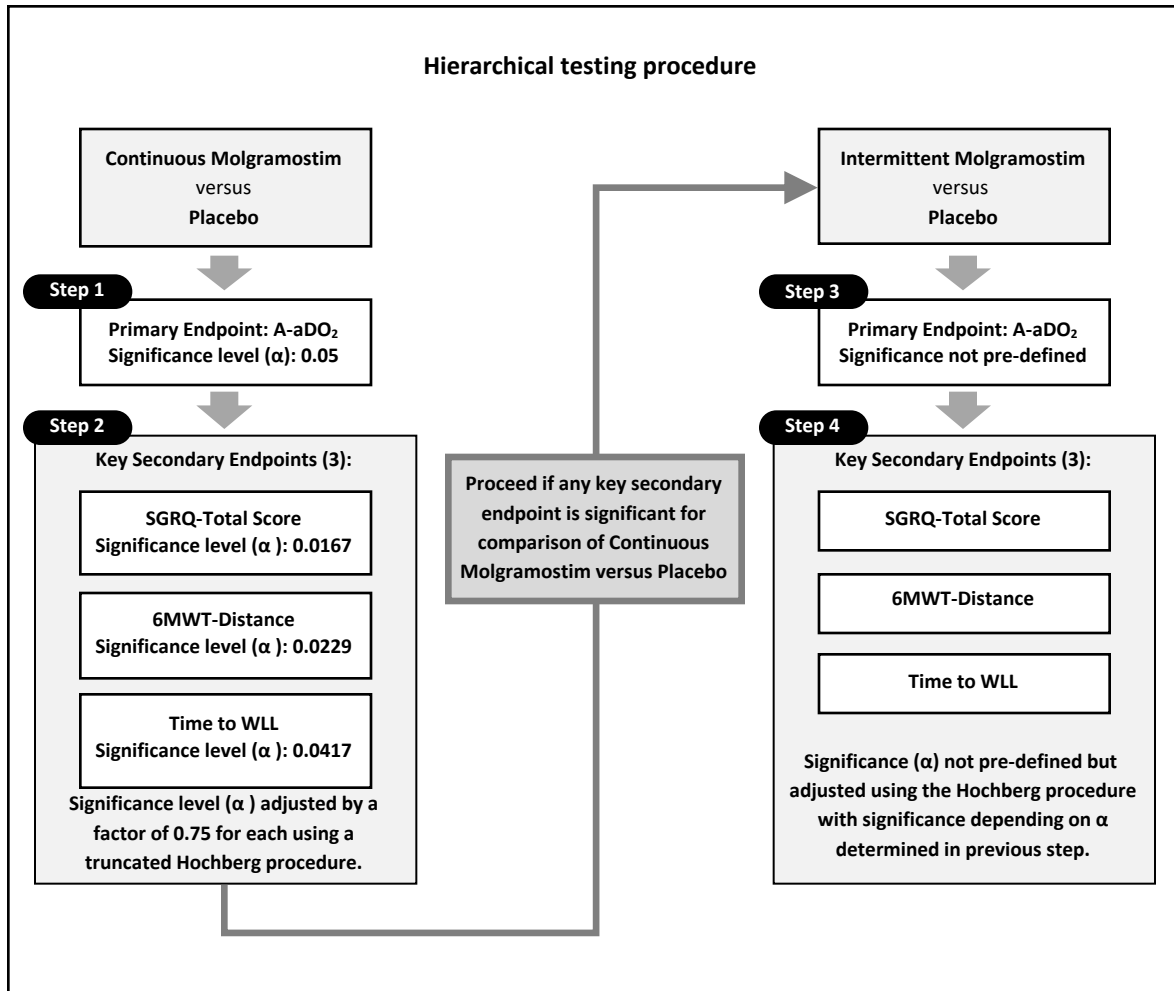 Hierarchical testing procedure
Continuous Molgramostim
versus
Placebo
Step 1
Primary Endpoint: A-aDO₂
Significance level (α): 0.05
Step 2
Key Secondary Endpoints (3):
SGRQ-Total Score
Significance level (α ): 0.0167
6MWT-Distance
Significance level (α ): 0.0229
Time to WLL
Significance level (α ): 0.0417
Significance level (α ) adjusted by a
factor of 0.75 for each using a
truncated Hochberg procedure.
Proceed if any key secondary
endpoint is significant for
comparison of Continuous
Molgramostim versus Placebo
Intermittent Molgramostim
versus
Placebo
Step 3
Primary Endpoint: A-aDO₂
Significance not pre-defined
Step 4
Key Secondary Endpoints (3):
SGRQ-Total Score
6MWT-Distance
Time to WLL
Significance (α) not pre-defined but
adjusted using the Hochberg procedure
with significance depending on α
determined in previous step.